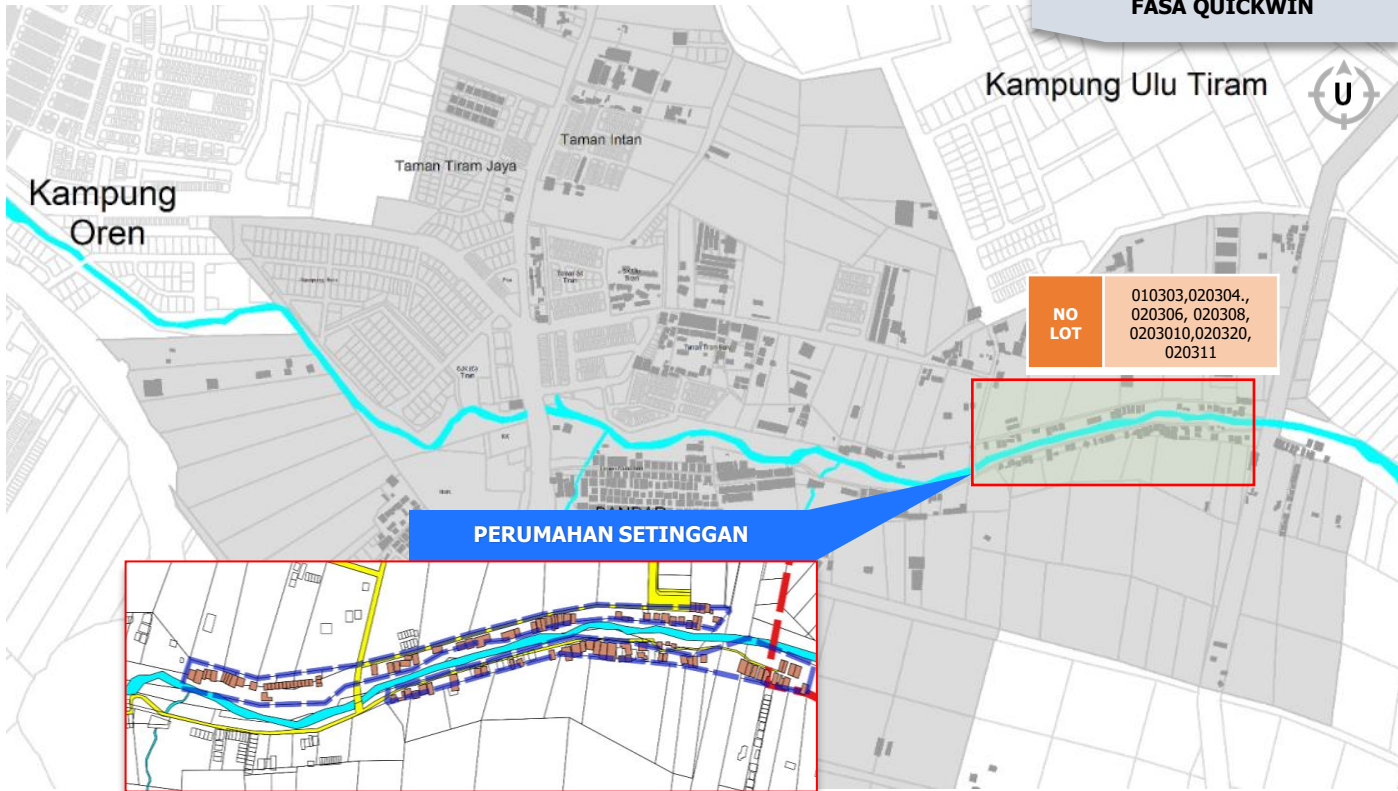 FASA QUICKWIN
Kampung Ulu Tiram
U
Taman Intan
Taman Tiram Jaya
Kampung
Oren
NO
LOT
010303,020304.,
020306, 020308,
0203010,020320,
020311
PERUMAHAN SETINGGAN